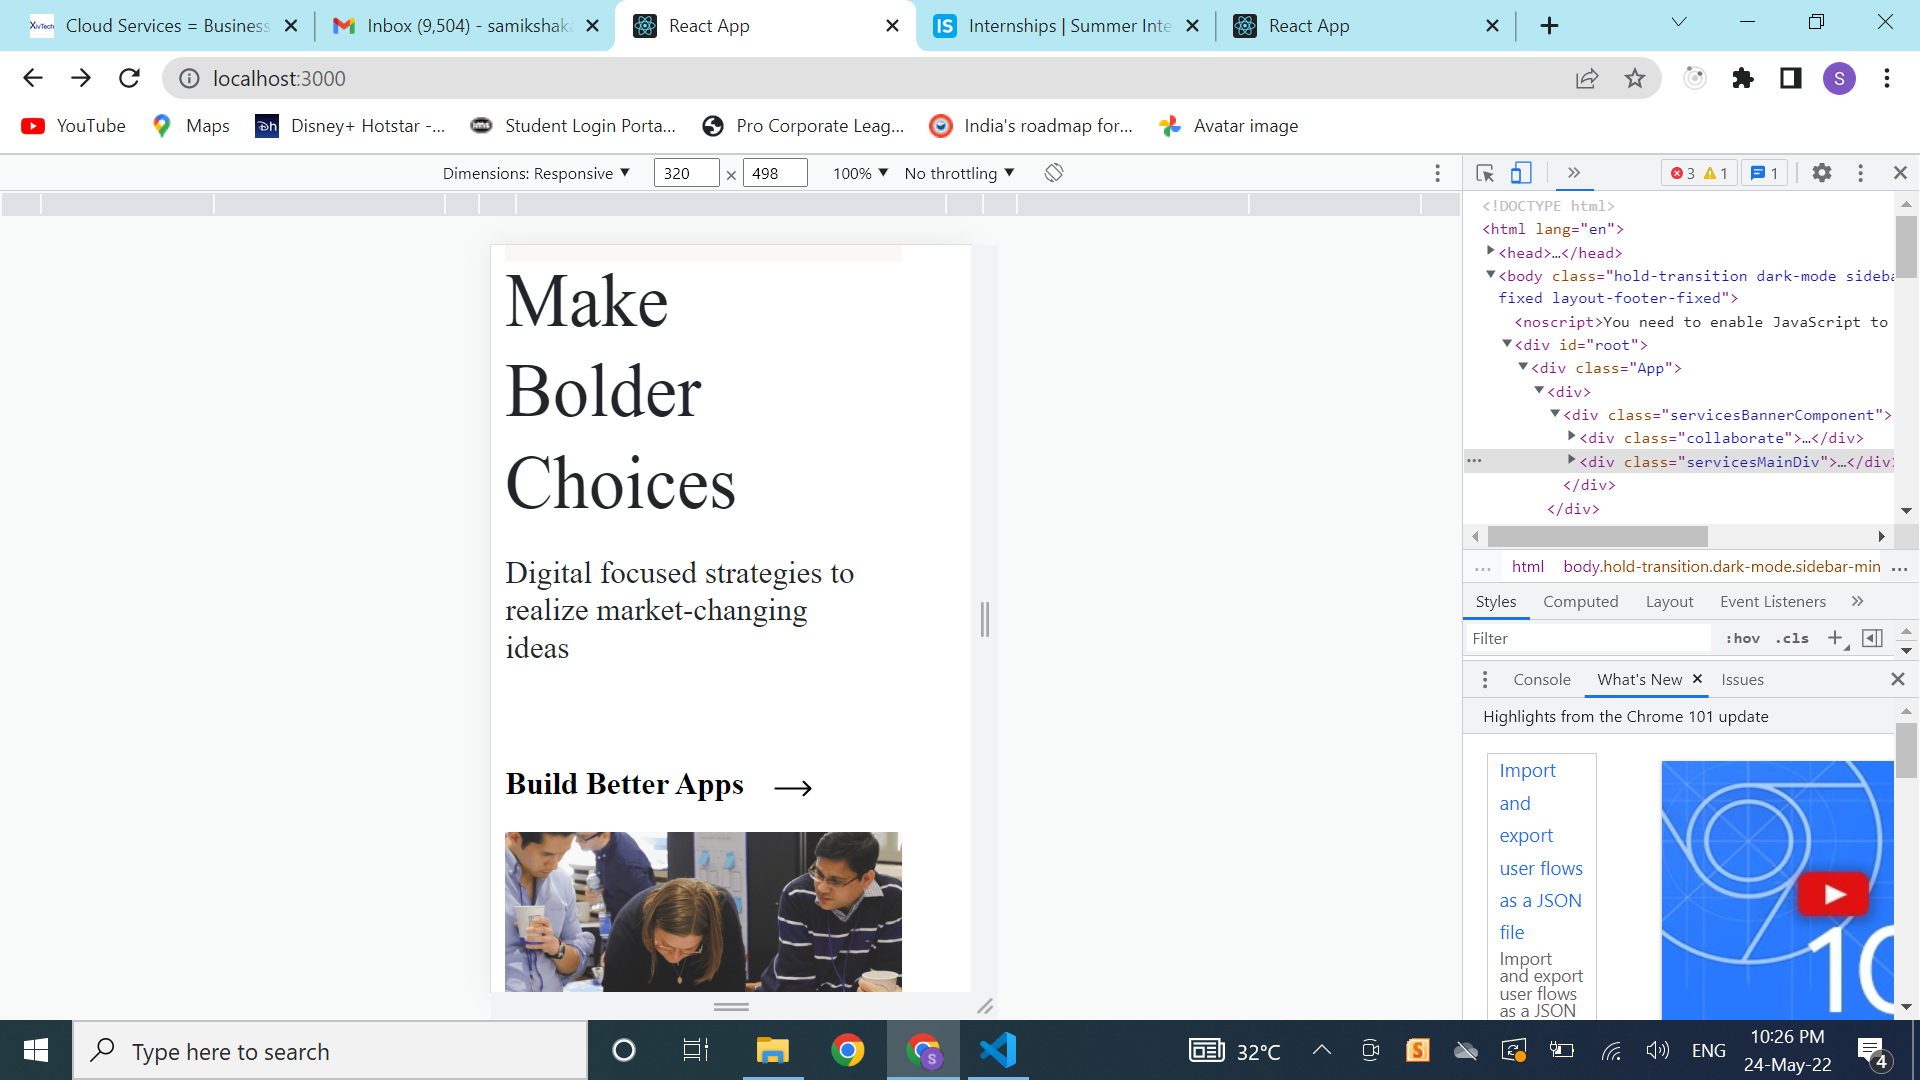 XivTech
Cloud Services = Business
Inbox (9,504) - samikshaka
React App
IS
Internships | Summer Inte
React App
localhost:3000
S
YouTube
Maps
Disney+ Hotstar -...
Student Login Porta...
Pro Corporate Leag...
India's roadmap for...
Avatar image
Dimensions: Responsive
320
×
498
100%
No throttling
3
1
1
<!DOCTYPE html>
<html lang="en">
<head>…</head>
<body class="hold-transition dark-mode sideba
fixed layout-footer-fixed">
<noscript>You need to enable JavaScript to
<div id="root">
<div class="App">
<div>
<div class="servicesBannerComponent">
<div class="collaborate">…</div>
<div class="servicesMainDiv">…</div>
</div>
</div>
... html body.hold-transition.dark-mode.sidebar-min ...
Styles
Computed
Layout
Event Listeners
Filter
:hov
.cls
Console
What's New
Issues
Highlights from the Chrome 101 update
Import
and
export
user flows
as a JSON
file
Import
and export
user flows
as a JSON
10
Make
Bolder
Choices
Digital focused strategies to
realize market-changing
ideas
Build Better Apps
Type here to search
S
32°C
ENG
10:26 PM
24-May-22
4